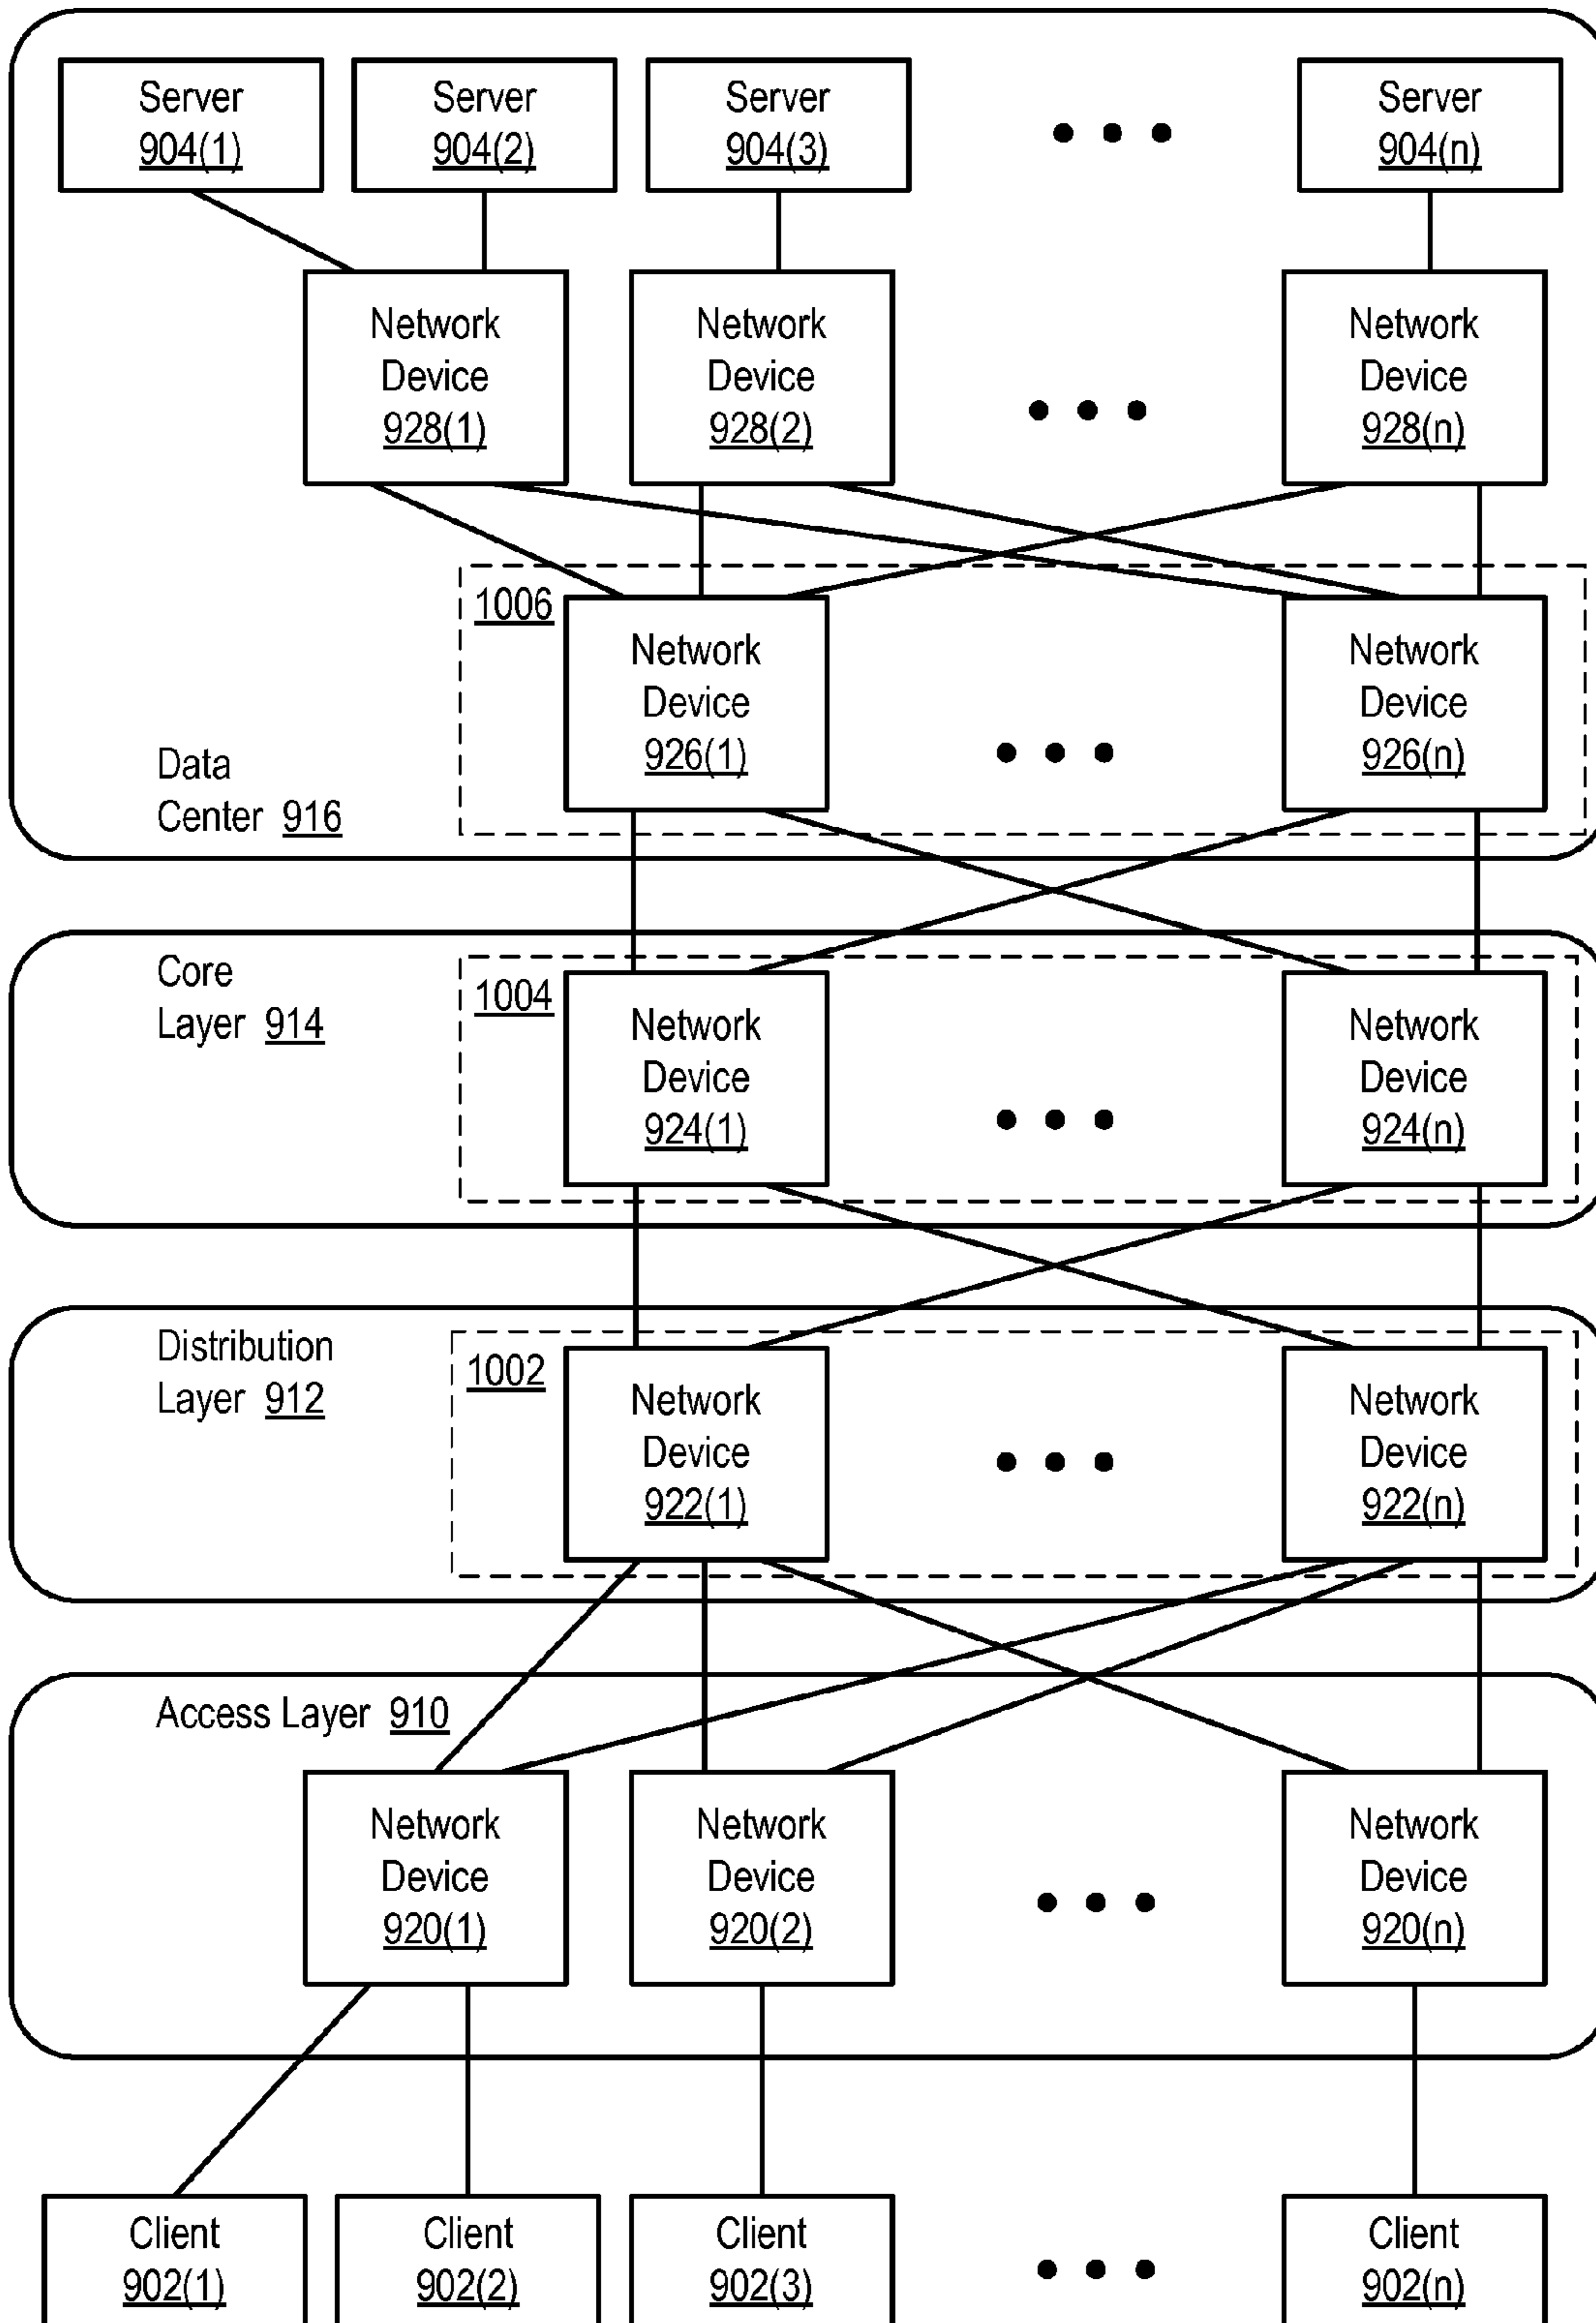 Server
904(1)
Server
904(2)
Server
904(3)
Server
904(n)
Network
Device
928(1)
Network
Device
928(2)
Network
Device
928(n)
1006
Network
Device
926(1)
Network
Device
926(n)
Data
Center 916
Core
Layer 914
1004
Network
Device
924(1)
Network
Device
924(n)
Distribution
Layer 912
1002
Network
Device
922(1)
Network
Device
922(n)
Access Layer 910
Network
Device
920(1)
Network
Device
920(2)
Network
Device
920(n)
Client
902(1)
Client
902(2)
Client
902(3)
Client
902(n)